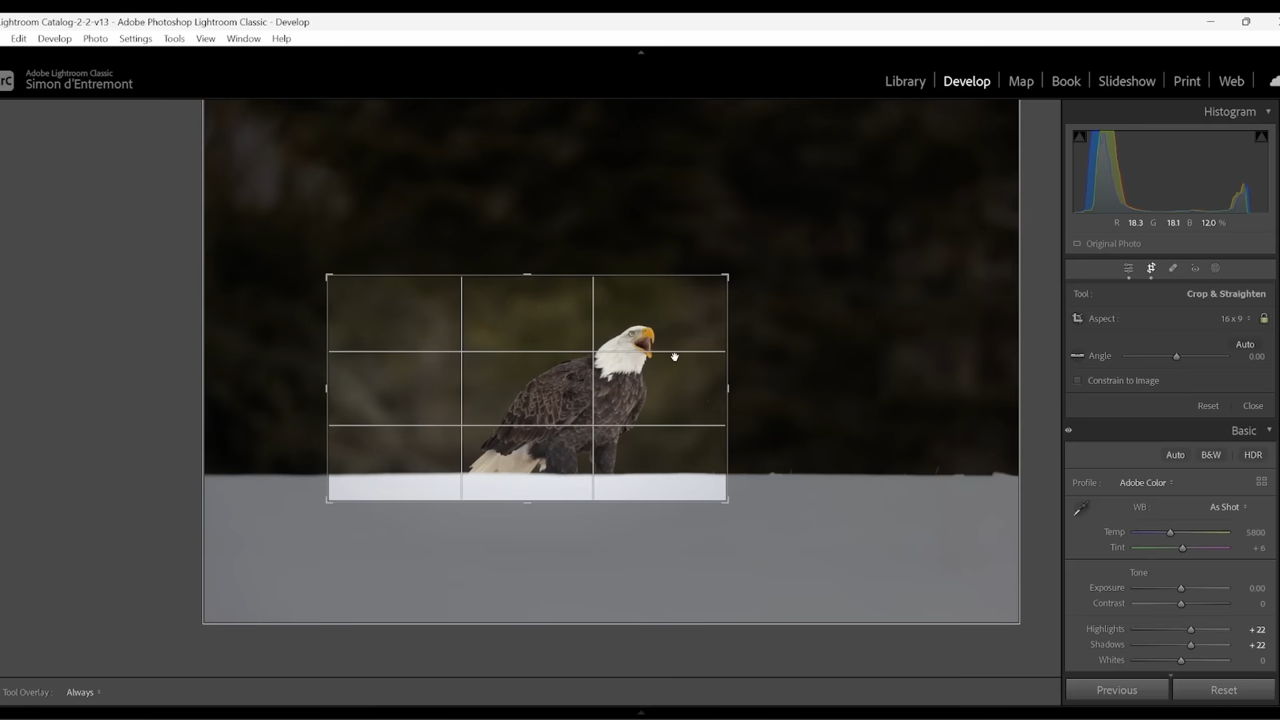 ightroom Catalog-2-2-v13 - Adobe Photoshop Lightroom Classic - Develop
Edit Develop Photo Settings Tools View Window Help
rC
Adobe Lightroom Classic
Simon d'Entremont
Library Develop Map Book Slideshow Print Web
Histogram
R 18.3 G 18.1 B 12.0 %
Original Photo
Tool : Crop & Straighten
Aspect : 16 x 9
Auto
Angle 0.00
Constrain to Image
Reset Close
Basic
Auto B&W HDR
Profile : Adobe Color
WB : As Shot
Temp 5800
Tint + 6
Tone
Exposure 0.00
Contrast 0
Highlights + 22
Shadows + 22
Whites 0
Tool Overlay : Always
Previous Reset